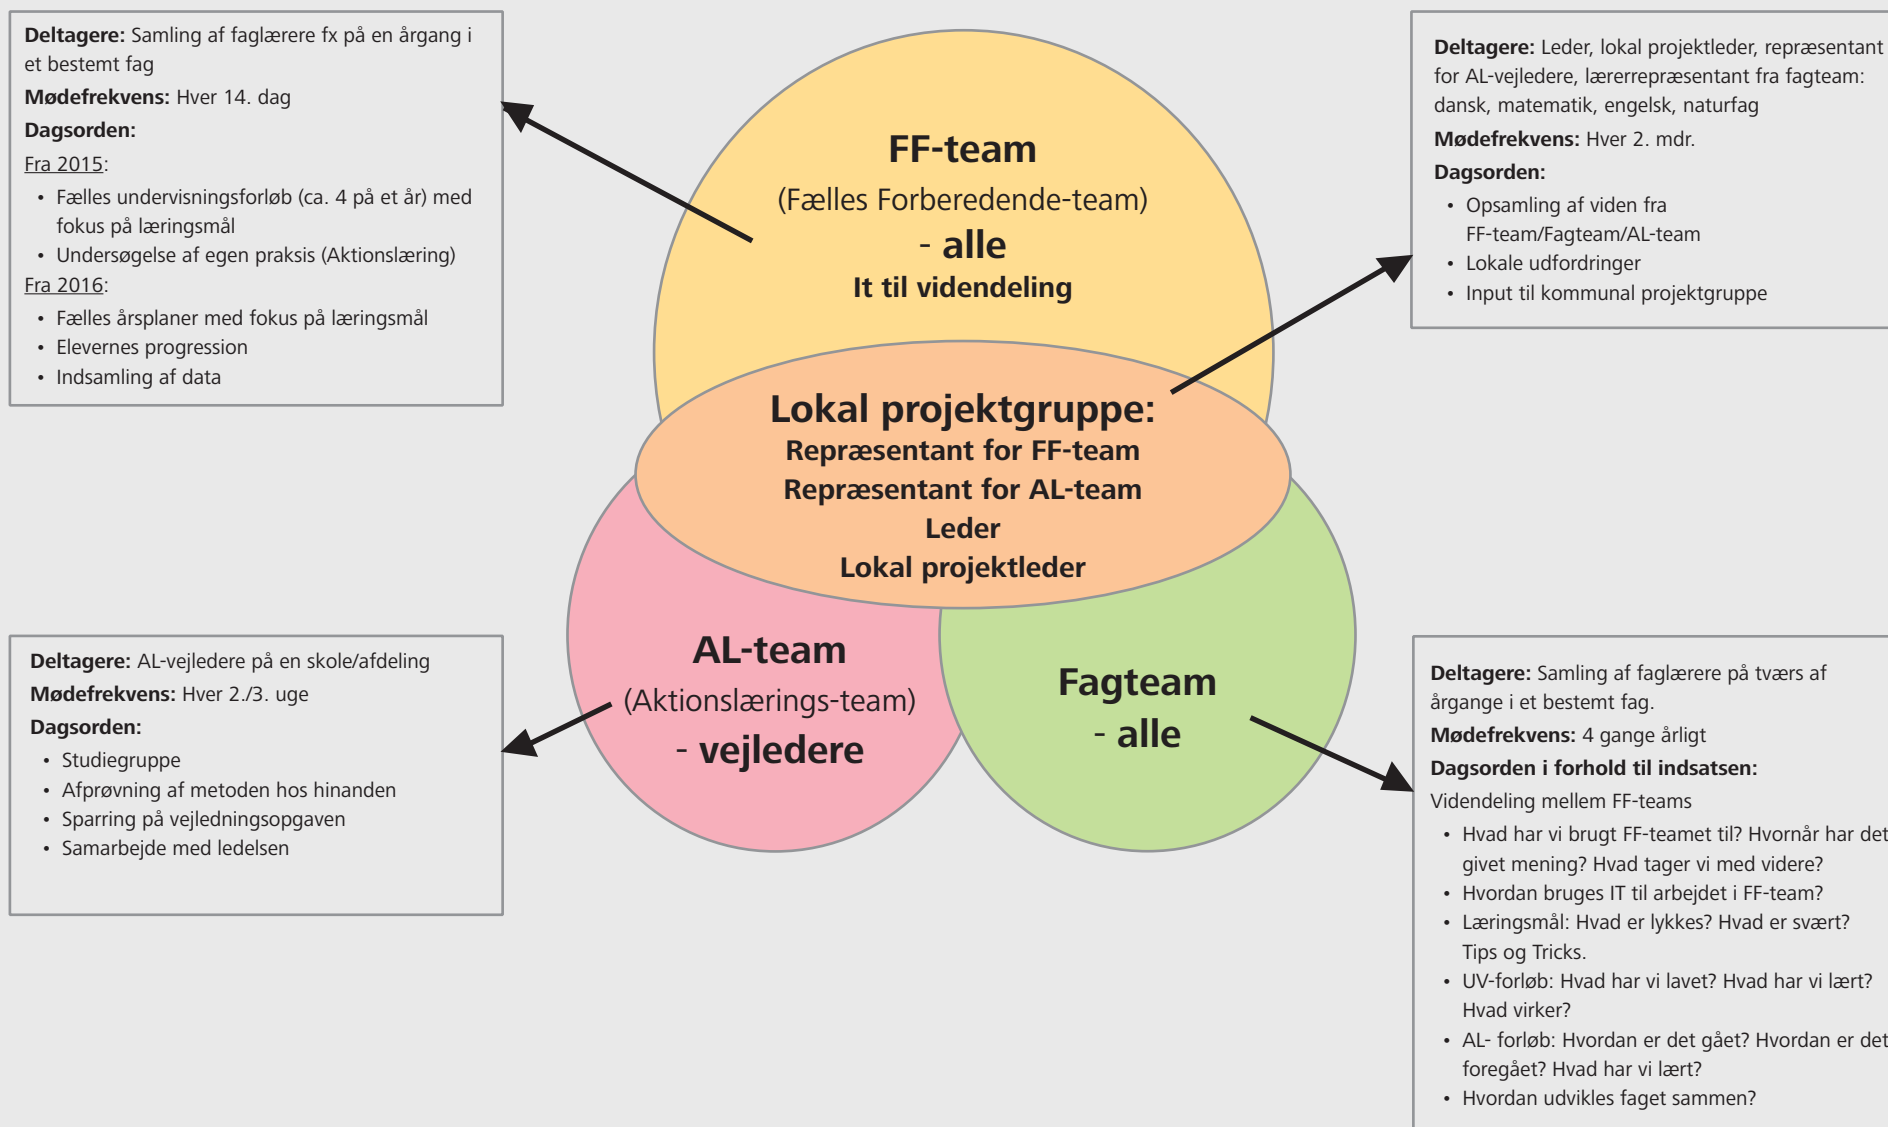 Deltagere: Samling af faglærere fx på en årgang i
et bestemt fag
Mødefrekvens: Hver 14. dag
Dagsorden:
Fra 2015:
• Fælles undervisningsforløb (ca. 4 på et år) med
fokus på læringsmål
• Undersøgelse af egen praksis (Aktionslæring)
Fra 2016:
• Fælles årsplaner med fokus på læringsmål
• Elevernes progression
• Indsamling af data
FF-team
(Fælles Forberedende-team)
- alle
It til videndeling
Deltagere: Leder, lokal projektleder, repræsentant
for AL-vejledere, lærerrepræsentant fra fagteam:
dansk, matematik, engelsk, naturfag
Mødefrekvens: Hver 2. mdr.
Dagsorden:
• Opsamling af viden fra
FF-team/Fagteam/AL-team
• Lokale udfordringer
• Input til kommunal projektgruppe
Lokal projektgruppe:
Repræsentant for FF-team
Repræsentant for AL-team
Leder
Lokal projektleder
Deltagere: AL-vejledere på en skole/afdeling
Mødefrekvens: Hver 2./3. uge
Dagsorden:
• Studiegruppe
• Afprøvning af metoden hos hinanden
• Sparring på vejledningsopgaven
• Samarbejde med ledelsen
AL-team
(Aktionslærings-team)
- vejledere
Fagteam
- alle
Deltagere: Samling af faglærere på tværs af
årgange i et bestemt fag.
Mødefrekvens: 4 gange årligt
Dagsorden i forhold til indsatsen:
Videndeling mellem FF-teams
• Hvad har vi brugt FF-teamet til? Hvornår har det
givet mening? Hvad tager vi med videre?
• Hvordan bruges IT til arbejdet i FF-team?
• Læringsmål: Hvad er lykkes? Hvad er svært?
Tips og Tricks.
• UV-forløb: Hvad har vi lavet? Hvad har vi lært?
Hvad virker?
• AL- forløb: Hvordan er det gået? Hvordan er det
foregået? Hvad har vi lært?
• Hvordan udvikles faget sammen?